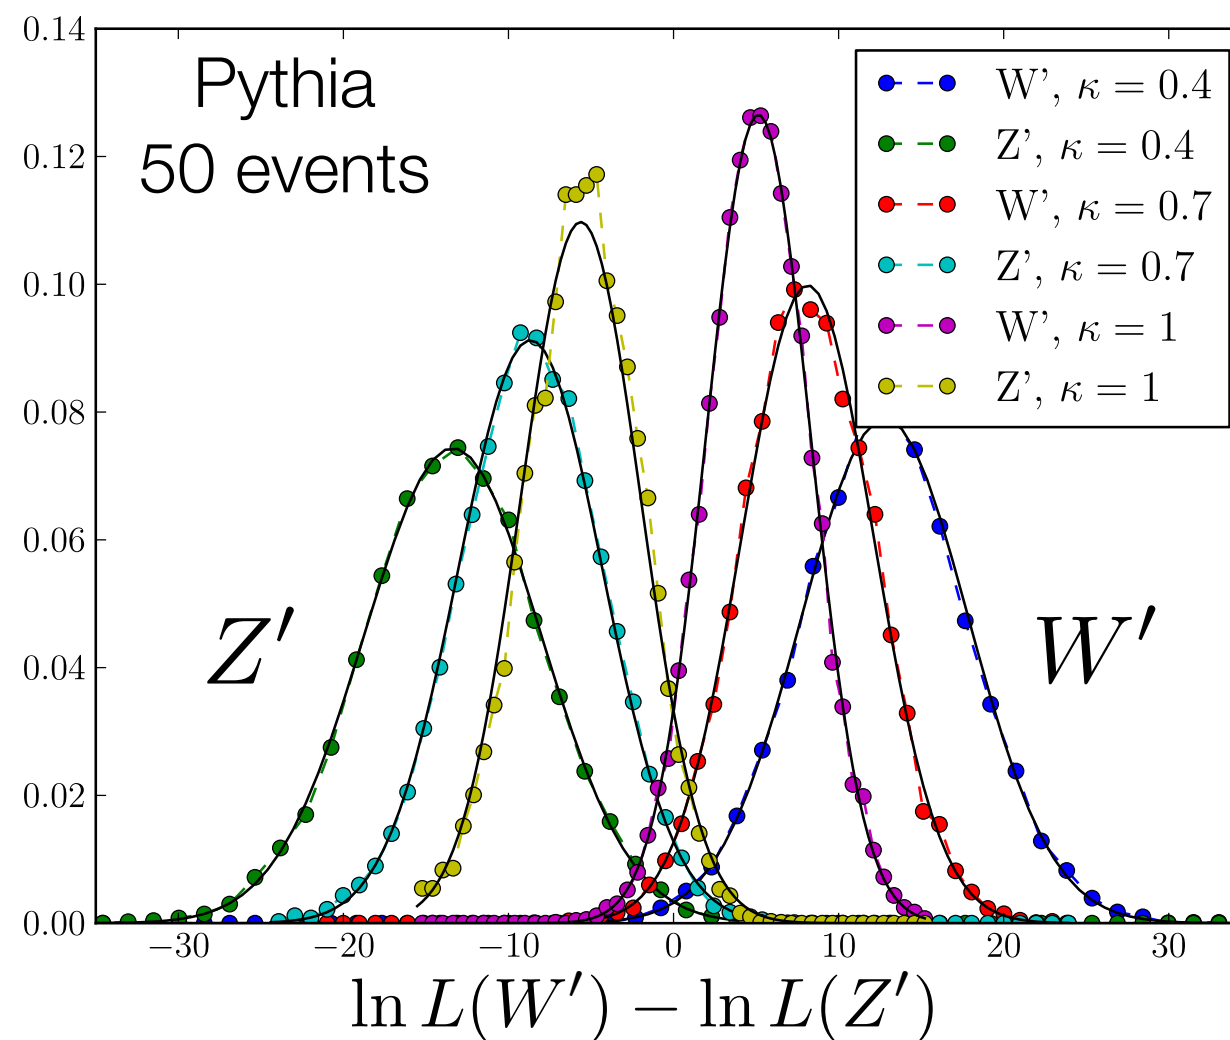 0.14
0.12
0.10
0.08
0.06
0.04
0.02
0.00
Pythia
50 events
W', κ = 0.4
Z', κ = 0.4
W', κ = 0.7
Z', κ = 0.7
W', κ = 1
Z', κ = 1
Z′
W′
−30 −20 −10 0 10 20 30
ln L(W′) − ln L(Z′)